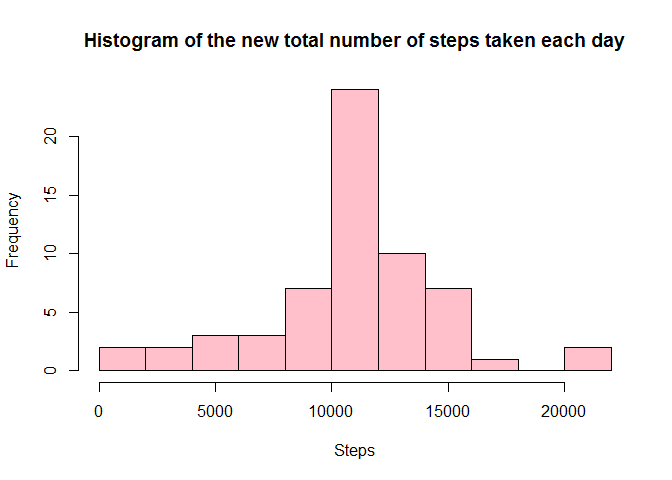 Histogram of the new total number of steps taken each day
Frequency
20
15
10
5
0
0 5000 10000 15000 20000
Steps